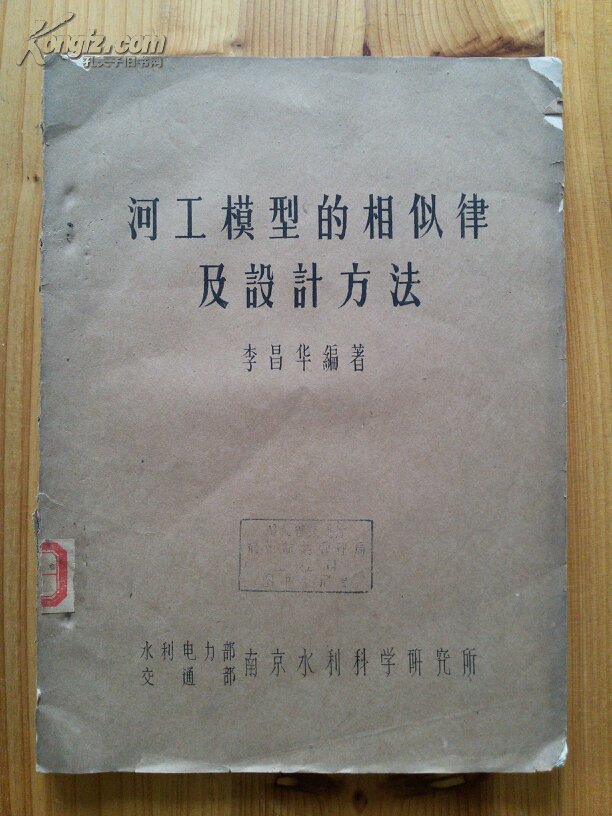 Kongfz.com
孔夫子旧书网
河工模型的相似律
及設計方法
李昌华編著
水利电力部
交通部
南京水利科学研究所